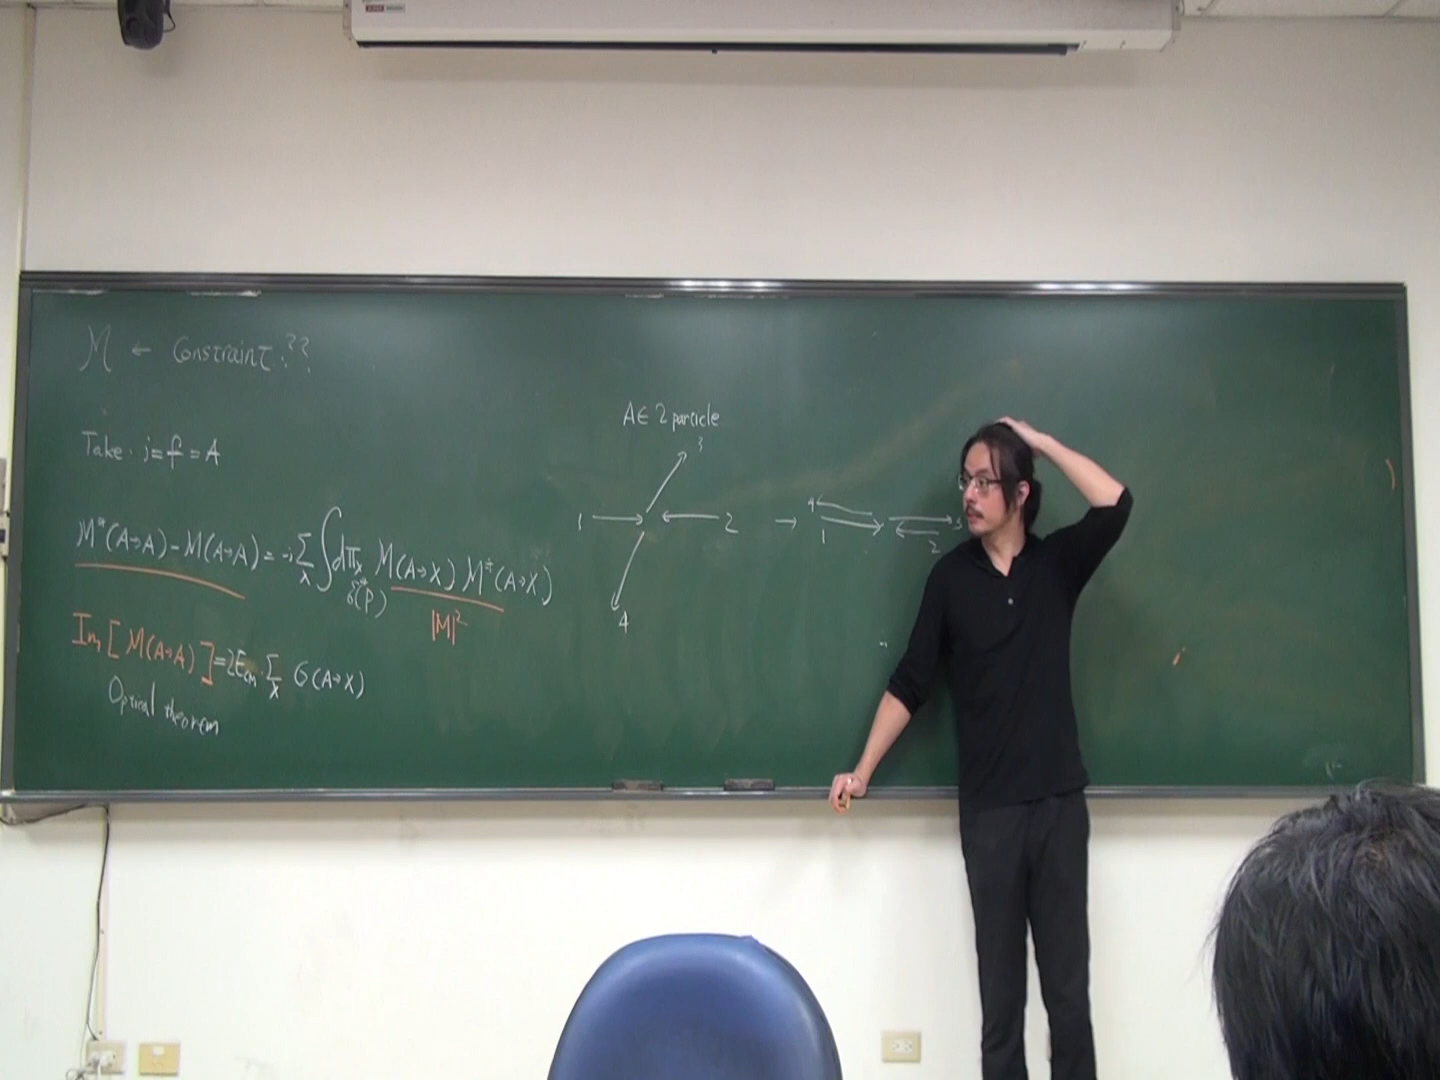 M ← Constraint ??
Take i = f = A
M*(A→A) - M(A→A) = -i Σ_X ∫dΠ_X M(A→X) M*(A→X)
δ⁴(P)
|M|²
Im[M(A→A)] = 2E_cm Σ_X σ(A→X)
Optical theorem
A ∈ 2 particle
3
1 → ← 2
4
→
4 3
1 2